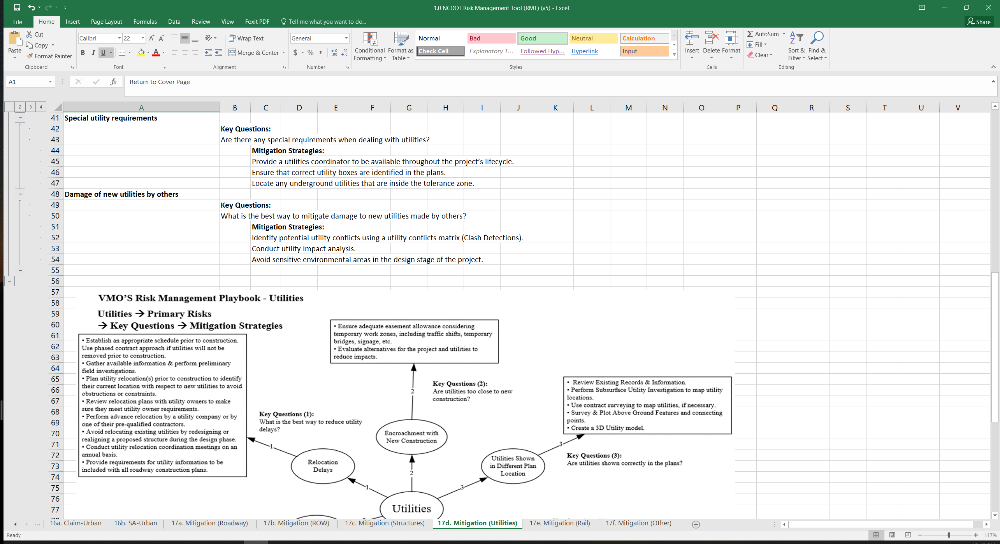 1.0 NCDOT Risk Management Tool (RMT) (v5) - Excel
File Home Insert Page Layout Formulas Data Review View Foxit PDF Tell me what you want to do... Share
Paste
Cut
Copy
Format Painter
Clipboard
Calibri 22
B I U
Font
Wrap Text
Merge & Center
Alignment
General
$ % ,
Number
Conditional Formatting
Format as Table
Normal Bad Good Neutral Calculation
Check Cell Explanatory T... Followed Hyp... Hyperlink Input
Styles
Insert Delete Format
Cells
AutoSum
Fill
Clear
Sort & Filter
Find & Select
Editing
A1 fx Return to Cover Page
1 2 3 4
A B C D E F G H I J K L M N O P Q R S T U V
41 Special utility requirements
42 Key Questions:
43 Are there any special requirements when dealing with utilities?
44 Mitigation Strategies:
45 Provide a utilities coordinator to be available throughout the project’s lifecycle.
46 Ensure that correct utility boxes are identified in the plans.
47 Locate any underground utilities that are inside the tolerance zone.
48 Damage of new utilities by others
49 Key Questions:
50 What is the best way to mitigate damage to new utilities made by others?
51 Mitigation Strategies:
52 Identify potential utility conflicts using a utility conflicts matrix (Clash Detections).
53 Conduct utility impact analysis.
54 Avoid sensitive environmental areas in the design stage of the project.
55
56
57
58
59
60
61
62
63
64
65
66
67
68
69
70
71
72
73
74
75
76
77
VMO’S Risk Management Playbook - Utilities
Utilities → Primary Risks
→ Key Questions → Mitigation Strategies
• Establish an appropriate schedule prior to construction.
Use phased contract approach if utilities will not be
removed prior to construction.
• Gather available information & perform preliminary
field investigations.
• Plan utility relocation(s) prior to construction to identify
their current location with respect to new utilities to avoid
obstructions or constraints.
• Review relocation plans with utility owners to make
sure they meet utility owner requirements.
• Perform advance relocation by a utility company or by
one of their pre-qualified contractors.
• Avoid relocating existing utilities by redesigning or
realigning a proposed structure during the design phase.
• Conduct utility relocation coordination meetings on an
annual basis.
• Provide requirements for utility information to be
included with all roadway construction plans.
• Ensure adequate easement allowance considering
temporary work zones, including traffic shifts, temporary
bridges, signage, etc.
• Evaluate alternatives for the project and utilities to
reduce impacts.
2
Key Questions (2):
Are utilities too close to new
construction?
Key Questions (1):
What is the best way to reduce utility
delays?
• Review Existing Records & Information.
• Perform Subsurface Utility Investigation to map utility
locations.
• Use contract surveying to map utilities, if necessary.
• Survey & Plot Above Ground Features and connecting
points.
• Create a 3D Utility model.
Encroachment with
New Construction
1
3
Key Questions (3):
Are utilities shown correctly in the plans?
Relocation
Delays
Utilities Shown
in Different Plan
Location
2
1
3
Utilities
... 16a. Claim-Urban 16b. SA-Urban 17a. Mitigation (Roadway) 17b. Mitigation (ROW) 17c. Mitigation (Structures) 17d. Mitigation (Utilities) 17e. Mitigation (Rail) 17f. Mitigation (Other)
Ready 117%